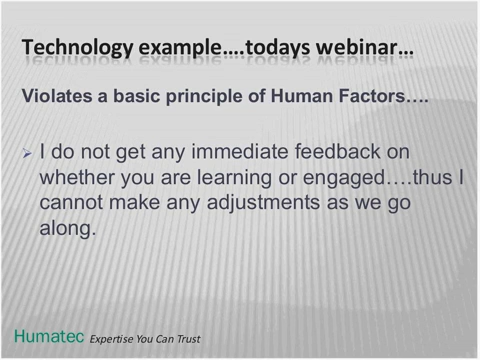 Technology example….todays webinar…
Violates a basic principle of Human Factors….
I do not get any immediate feedback on
whether you are learning or engaged….thus I
cannot make any adjustments as we go
along.
Humatec Expertise You Can Trust